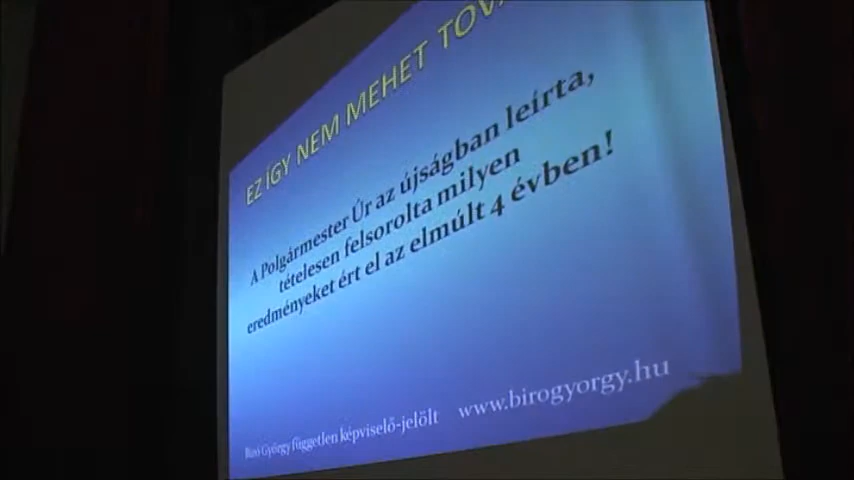 EZ ÍGY NEM MEHET
A Polgármester Úr az újságban leírta,
tételesen felsorolta milyen
eredményeket ért el az elmúlt 4 évben!
Biró György független képviselő-jelölt www.birogyorgy.hu